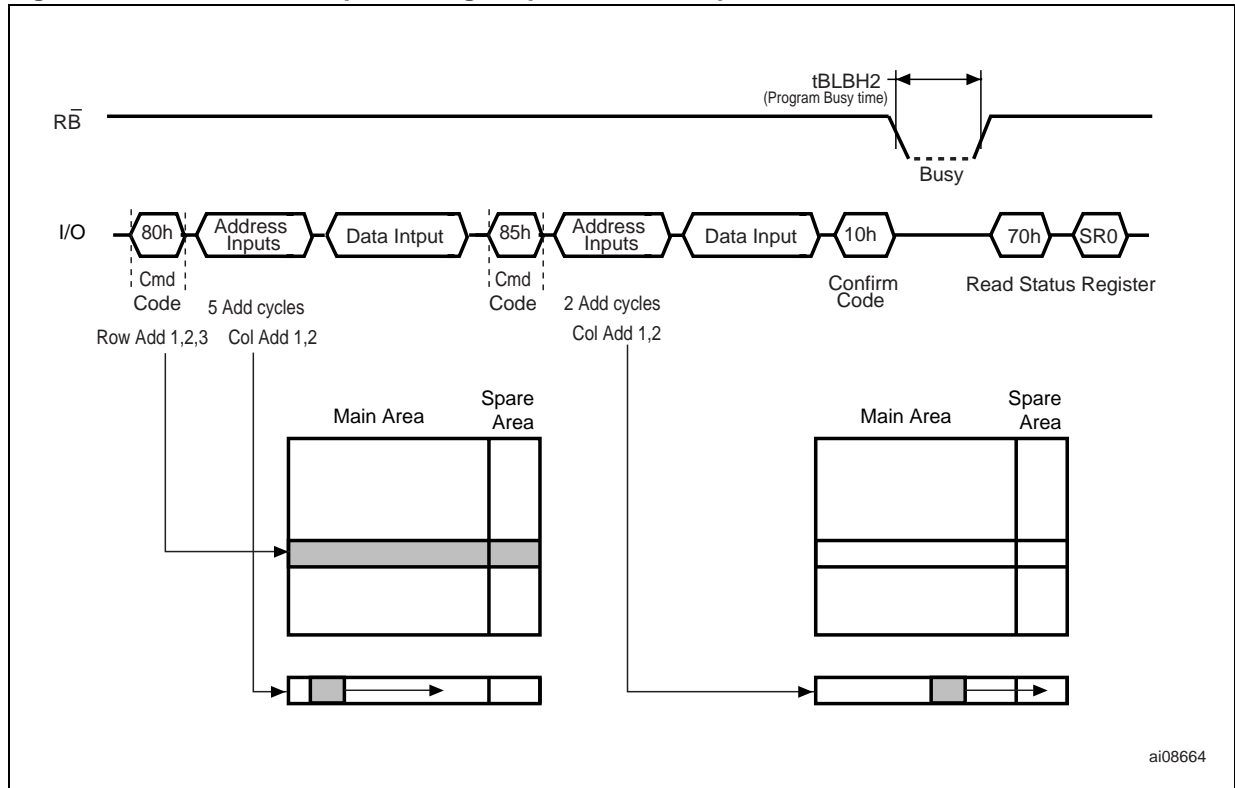 tBLBH2
(Program Busy time)
RB̅
Busy
I/O
80h
Address
Inputs
Data Intput
85h
Address
Inputs
Data Input
10h
70h
SR0
Cmd
Code
Cmd
Code
Confirm
Code
Read Status Register
5 Add cycles
2 Add cycles
Row Add 1,2,3
Col Add 1,2
Col Add 1,2
Main Area
Spare
Area
Main Area
Spare
Area
ai08664